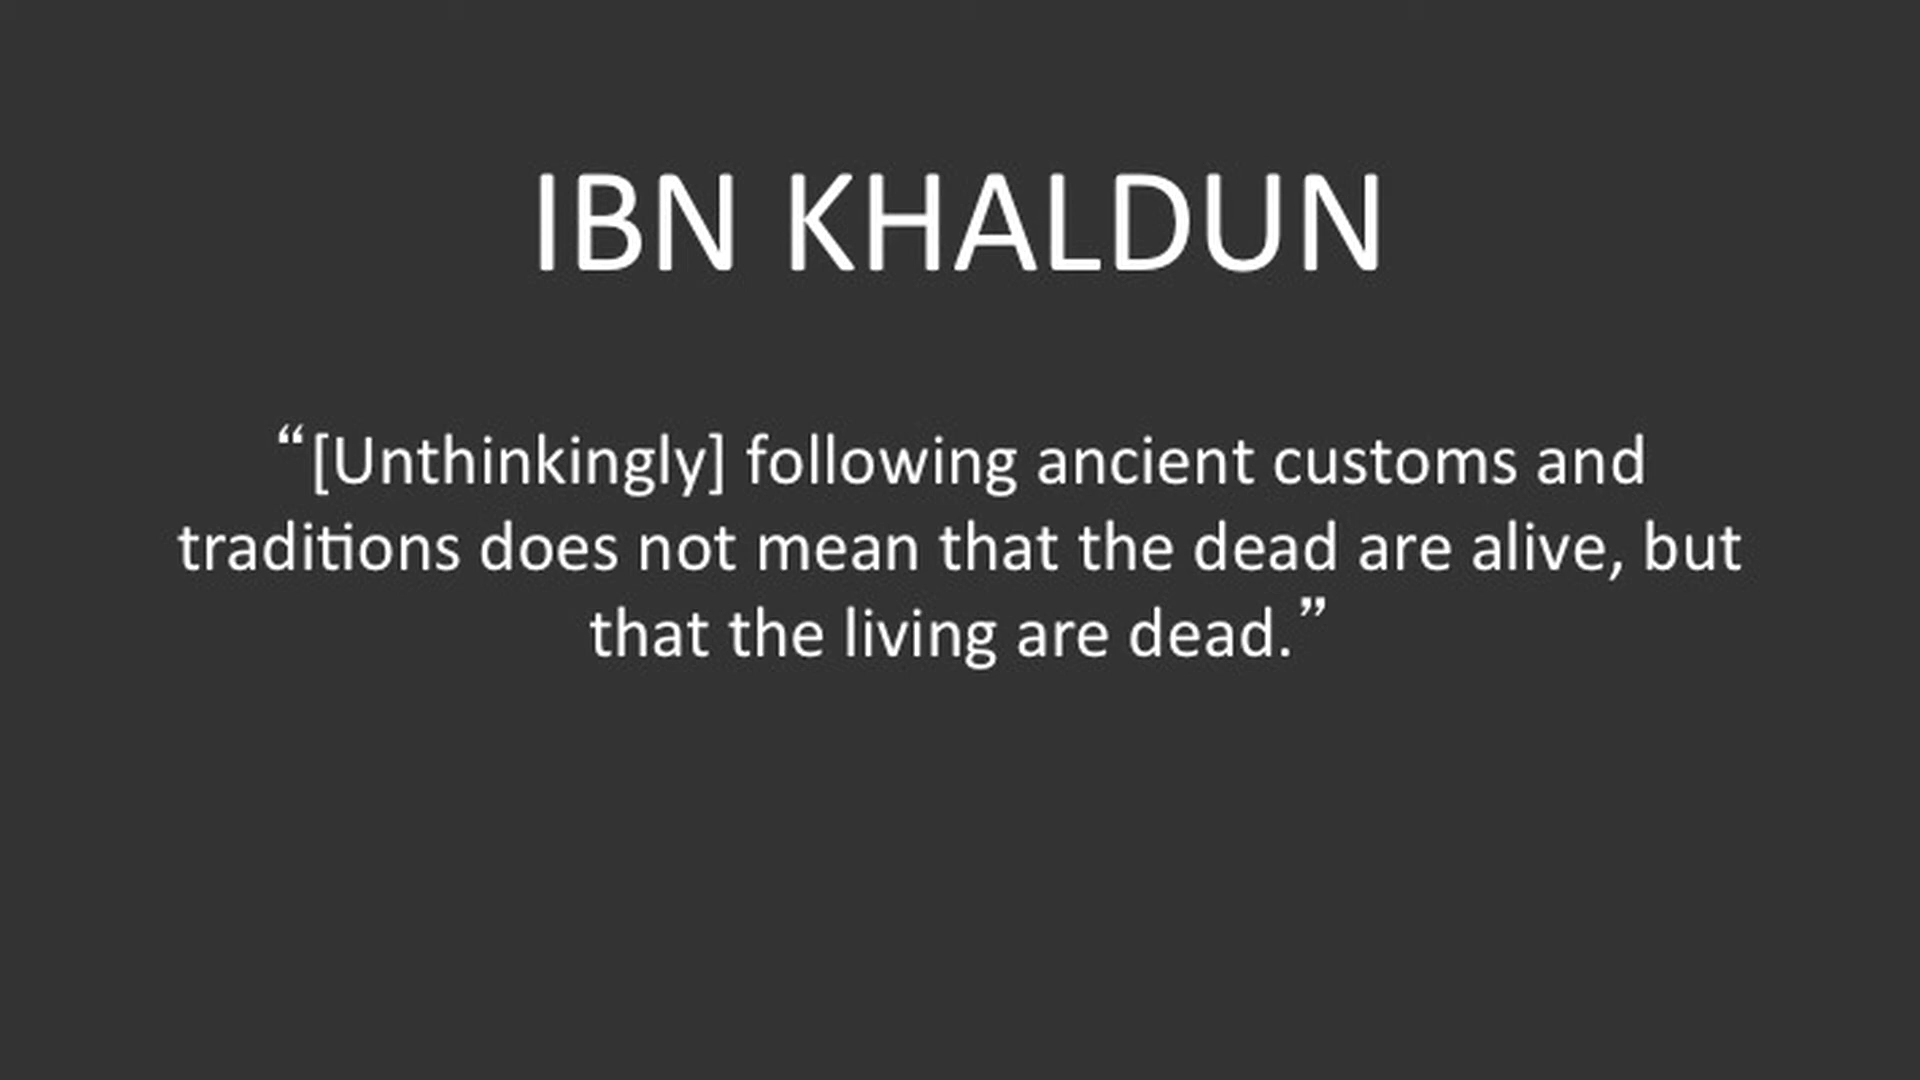 IBN KHALDUN
“[Unthinkingly] following ancient customs and
traditions does not mean that the dead are alive, but
that the living are dead.”